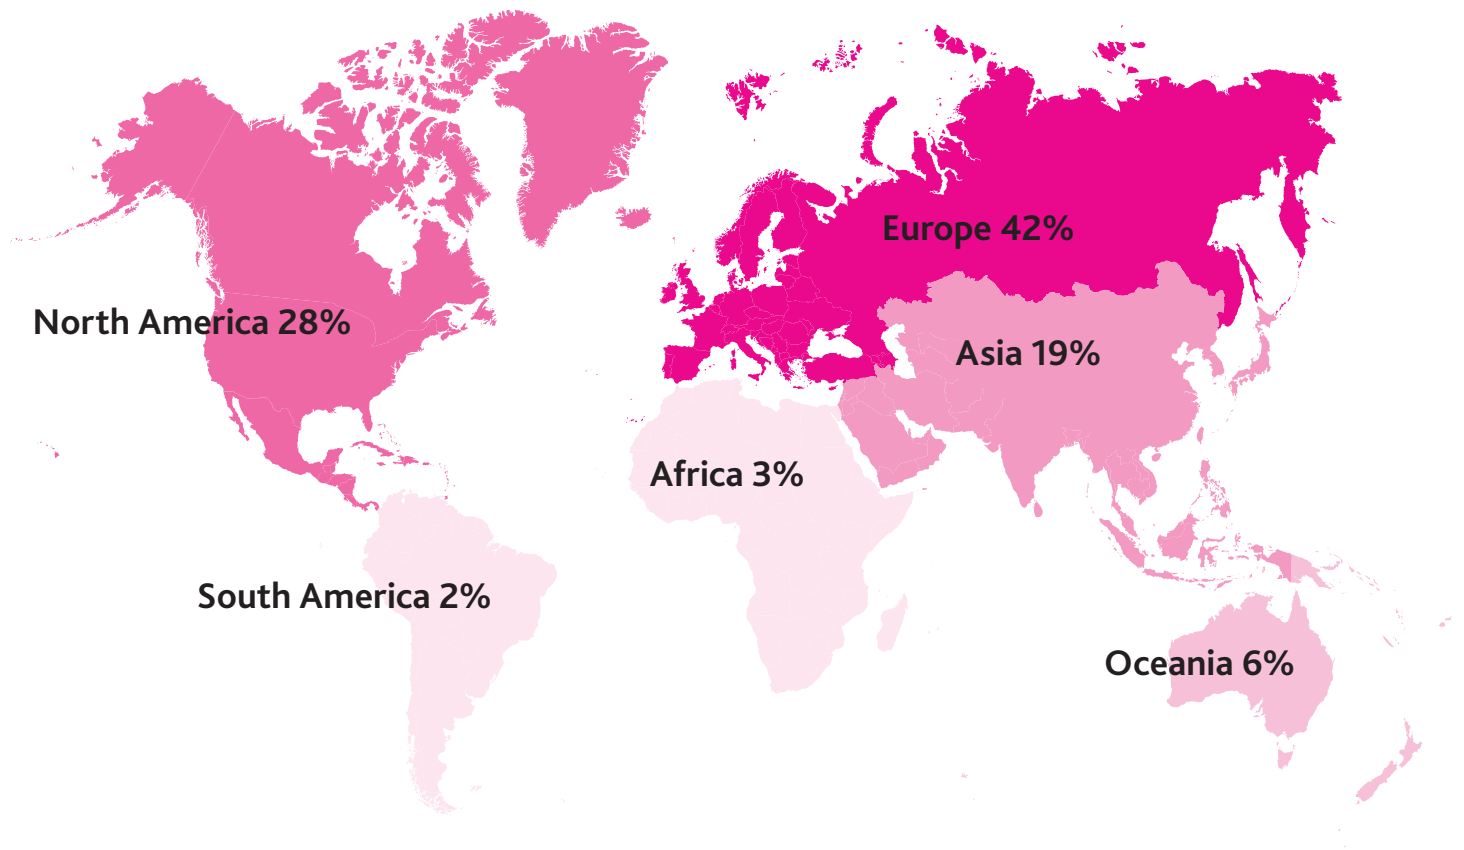 Europe 42%
North America 28%
Asia 19%
Africa 3%
South America 2%
Oceania 6%